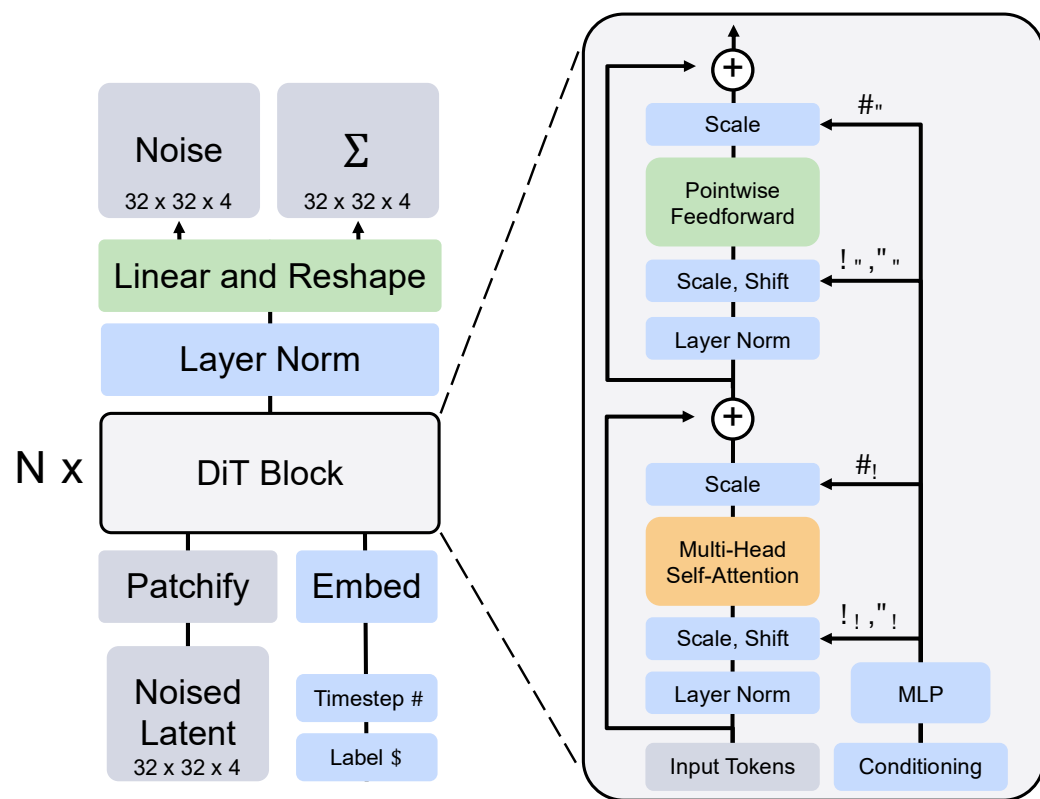 Noise
32 x 32 x 4
Σ
32 x 32 x 4
Linear and Reshape
Layer Norm
N x
DiT Block
Patchify
Embed
Noised
Latent
32 x 32 x 4
Timestep #
Label $
+
Scale
#"
Pointwise
Feedforward
Scale, Shift
!",""
Layer Norm
+
Scale
#!
Multi-Head
Self-Attention
Scale, Shift
!!,"!
Layer Norm
MLP
Input Tokens
Conditioning